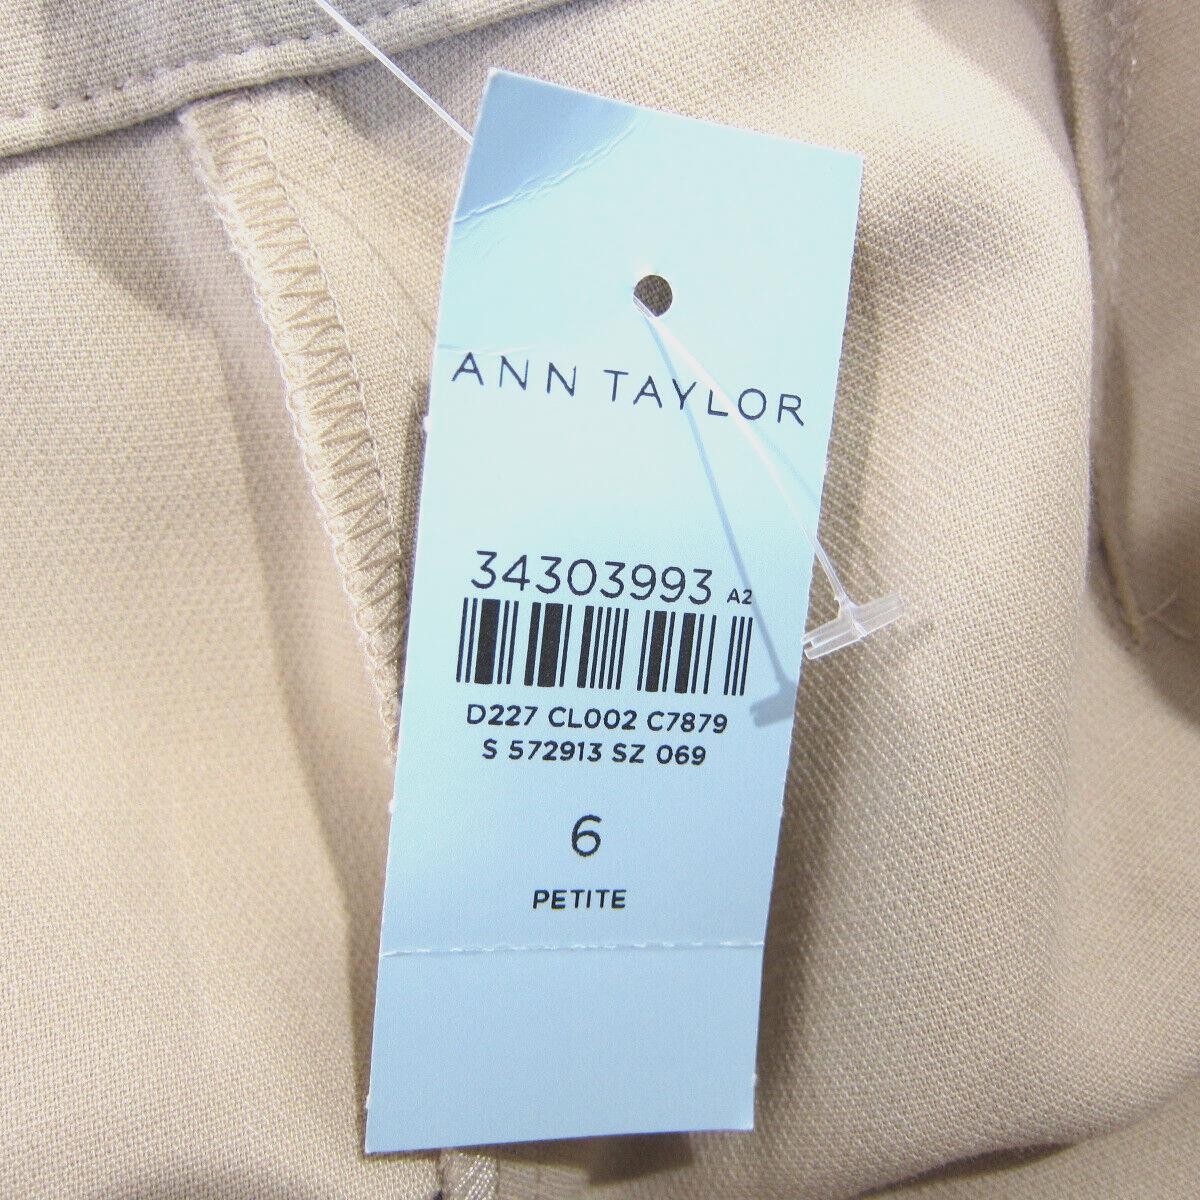 ANN TAYLOR
34303993 A2
D227 CL002 C7879
S 572913 SZ 069
6
PETITE